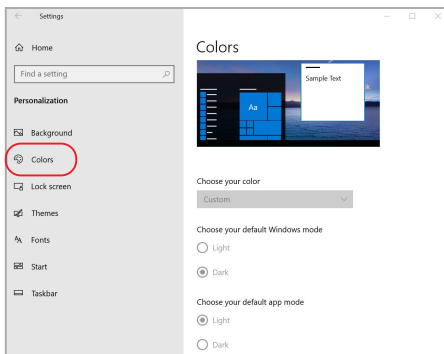 Settings
Home
Find a setting
Personalization
Background
Colors
Lock screen
Themes
Fonts
Start
Taskbar
Colors
Sample Text
Aa
Choose your color
Custom
Choose your default Windows mode
Light
Dark
Choose your default app mode
Light
Dark